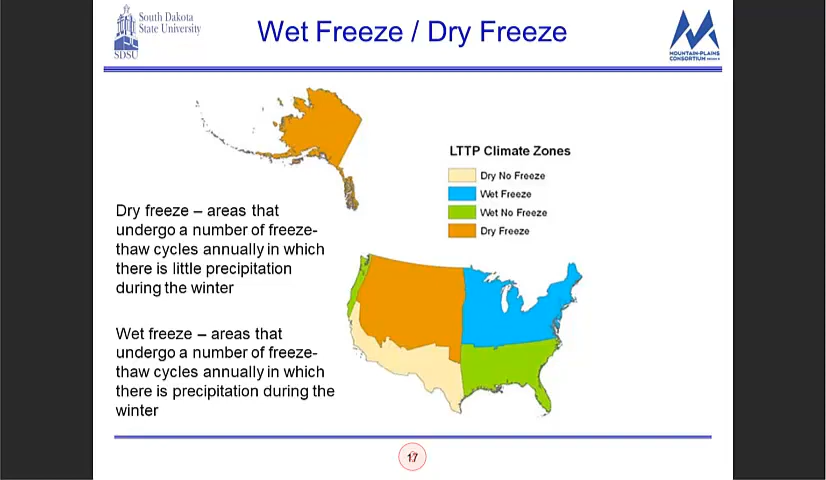 South Dakota
State University
SDSU
Wet Freeze / Dry Freeze
MOUNTAIN-PLAINS
CONSORTIUM
LTTP Climate Zones
Dry No Freeze
Wet Freeze
Wet No Freeze
Dry Freeze
Dry freeze – areas that
undergo a number of freeze-
thaw cycles annually in which
there is little precipitation
during the winter
Wet freeze – areas that
undergo a number of freeze-
thaw cycles annually in which
there is precipitation during the
winter
17